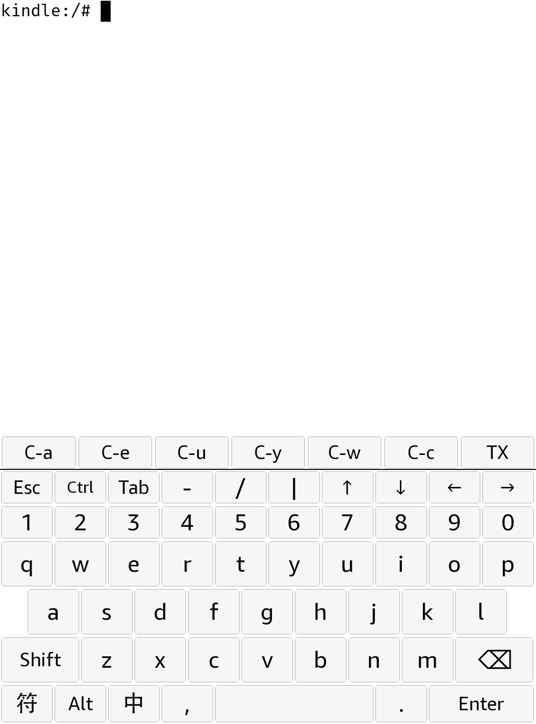 kindle:/#
C-a C-e C-u C-y C-w C-c TX
Esc Ctrl Tab - / | ↑ ↓ ← →
1 2 3 4 5 6 7 8 9 0
q w e r t y u i o p
a s d f g h j k l
Shift z x c v b n m ⌫
符 Alt 中 , . Enter